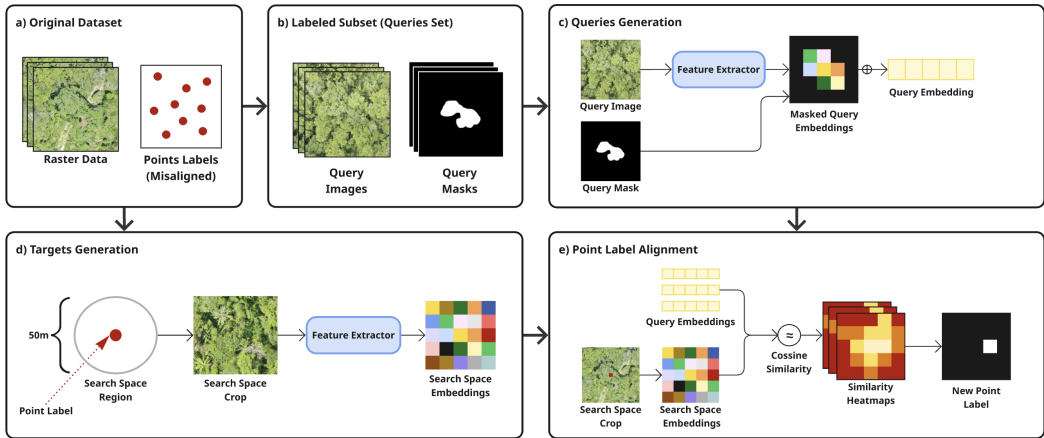 a) Original Dataset
Raster Data
Points Labels
(Misaligned)
b) Labeled Subset (Queries Set)
Query
Images
Query
Masks
c) Queries Generation
Query Image
Feature Extractor
Masked Query
Embeddings
Query Embedding
Query Mask
d) Targets Generation
50m
Search Space
Region
Point Label
Search Space
Crop
Feature Extractor
Search Space
Embeddings
e) Point Label Alignment
Query Embeddings
Search Space
Crop
Search Space
Embeddings
≈
Cossine
Similarity
Similarity
Heatmaps
New Point
Label